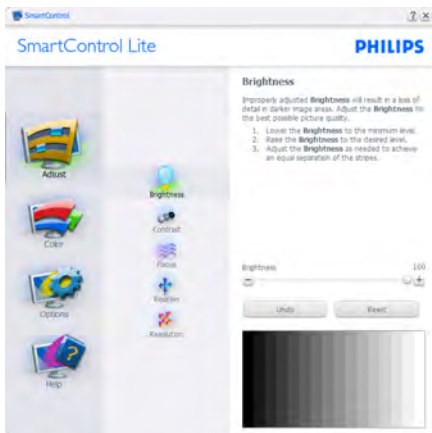 SmartControl
SmartControl Lite
PHILIPS
Adjust
Color
Options
Help
Brightness
Contrast
Focus
Position
Resolution
Brightness
Improperly adjusted Brightness will result in a loss of
detail in darker image areas. Adjust the Brightness for
the best possible picture quality.
1. Lower the Brightness to the minimum level.
2. Raise the Brightness to the desired level.
3. Adjust the Brightness as needed to achieve
an equal separation of the stripes.
Brightness 100
Undo Reset